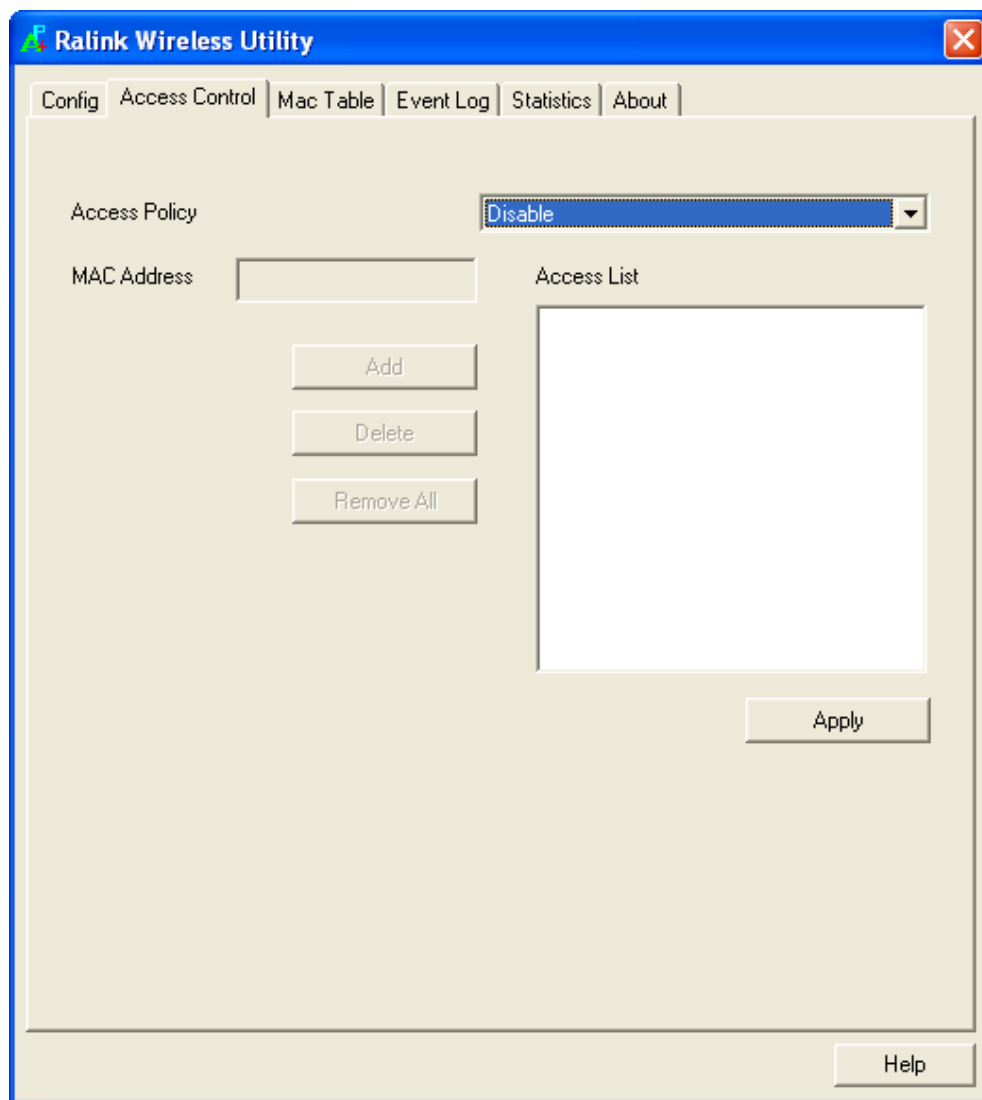 Ralink Wireless Utility
Config Access Control Mac Table Event Log Statistics About
Access Policy Disable
MAC Address Access List
Add
Delete
Remove All
Apply
Help